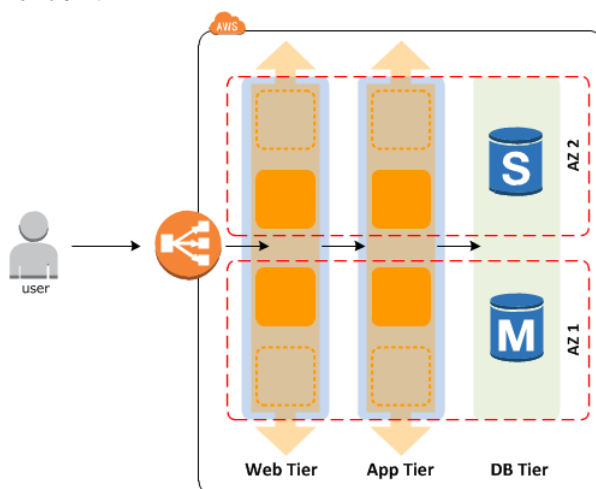 AWS
S
AZ 2
user
M
AZ 1
Web Tier
App Tier
DB Tier